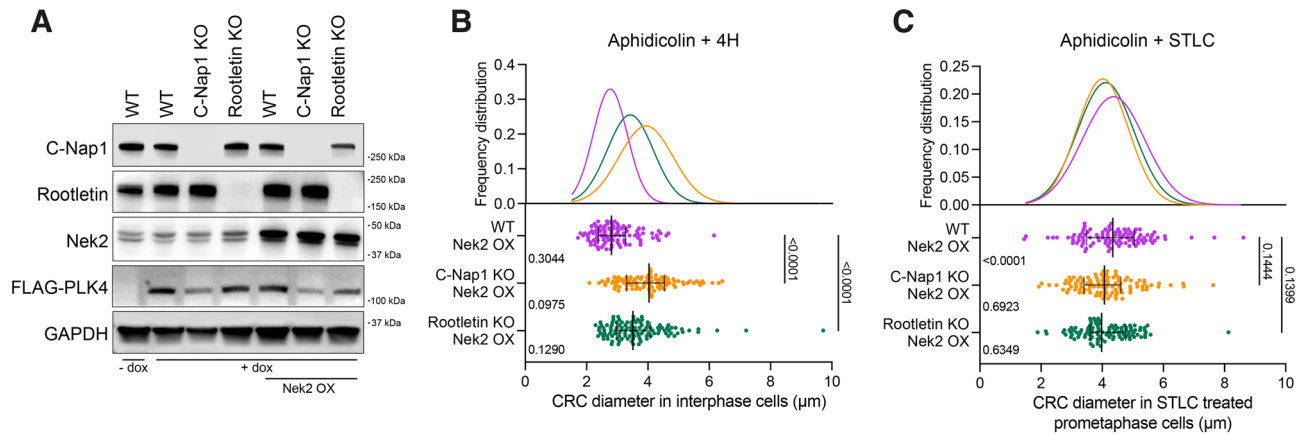 A
WT
WT
C-Nap1 KO
Rootletin KO
WT
C-Nap1 KO
Rootletin KO
C-Nap1
-250 kDa
Rootletin
-250 kDa
-150 kDa
Nek2
-50 kDa
-37 kDa
FLAG-PLK4
-100 kDa
GAPDH
-37 kDa
- dox
+ dox
Nek2 OX
B
Aphidicolin + 4H
Frequency distribution
0.4
0.3
0.2
0.1
0.0
WT
Nek2 OX
0.3044
C-Nap1 KO
Nek2 OX
0.0975
Rootletin KO
Nek2 OX
0.1290
<0.0001
<0.0001
0 2 4 6 8 10
CRC diameter in interphase cells (μm)
C
Aphidicolin + STLC
Frequency distribution
0.25
0.20
0.15
0.10
0.05
0.00
WT
Nek2 OX
<0.0001
C-Nap1 KO
Nek2 OX
0.6923
Rootletin KO
Nek2 OX
0.6349
0.1444
0.1399
0 2 4 6 8 10
CRC diameter in STLC treated
prometaphase cells (μm)